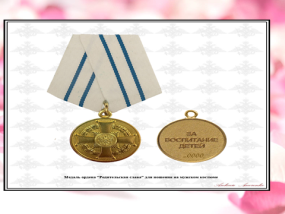 ЗА
ВОСПИТАНИЕ
ДЕТЕЙ
Медаль ордена "Родительская слава" для ношения на мужском костюме